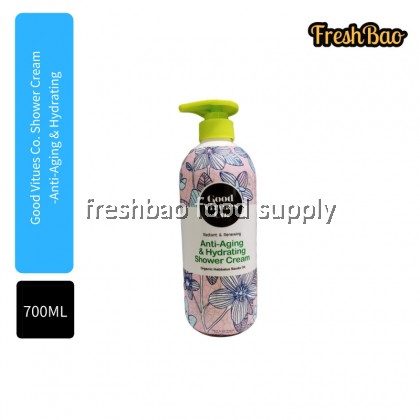 FreshBao
Good Vitues Co. Shower Cream
-Anti-Aging & Hydrating
700ML
Good
freshbao food supply
Radiant & Renewing
Anti-Aging
& Hydrating
Shower Cream